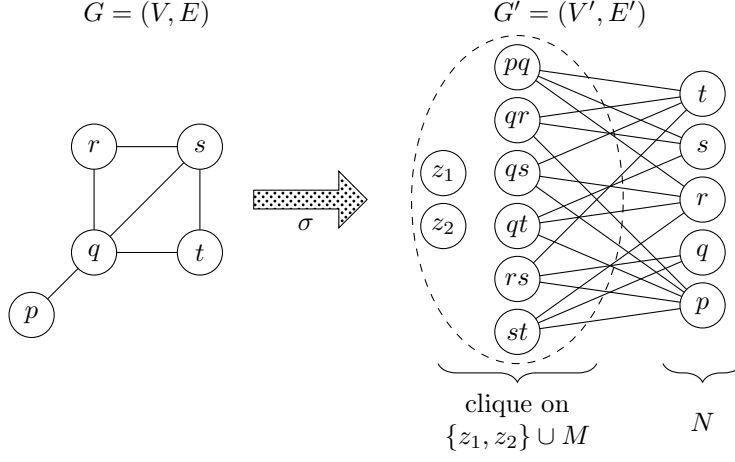 G = (V, E)
G′ = (V′, E′)
r
s
q
t
p
σ
z₁
z₂
pq
qr
qs
qt
rs
st
t
s
r
q
p
clique on
{z₁, z₂} ∪ M
N